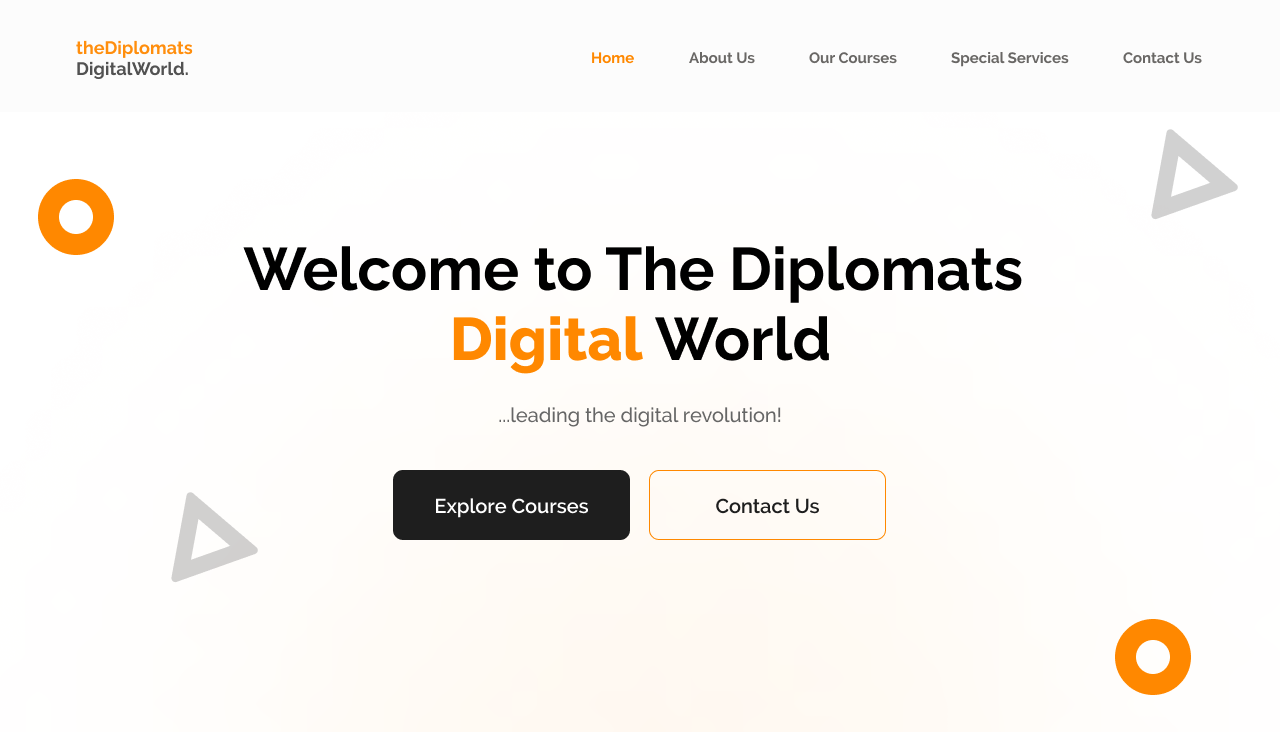 theDiplomats
DigitalWorld.
Home About Us Our Courses Special Services Contact Us
Welcome to The Diplomats
Digital World
...leading the digital revolution!
Explore Courses Contact Us